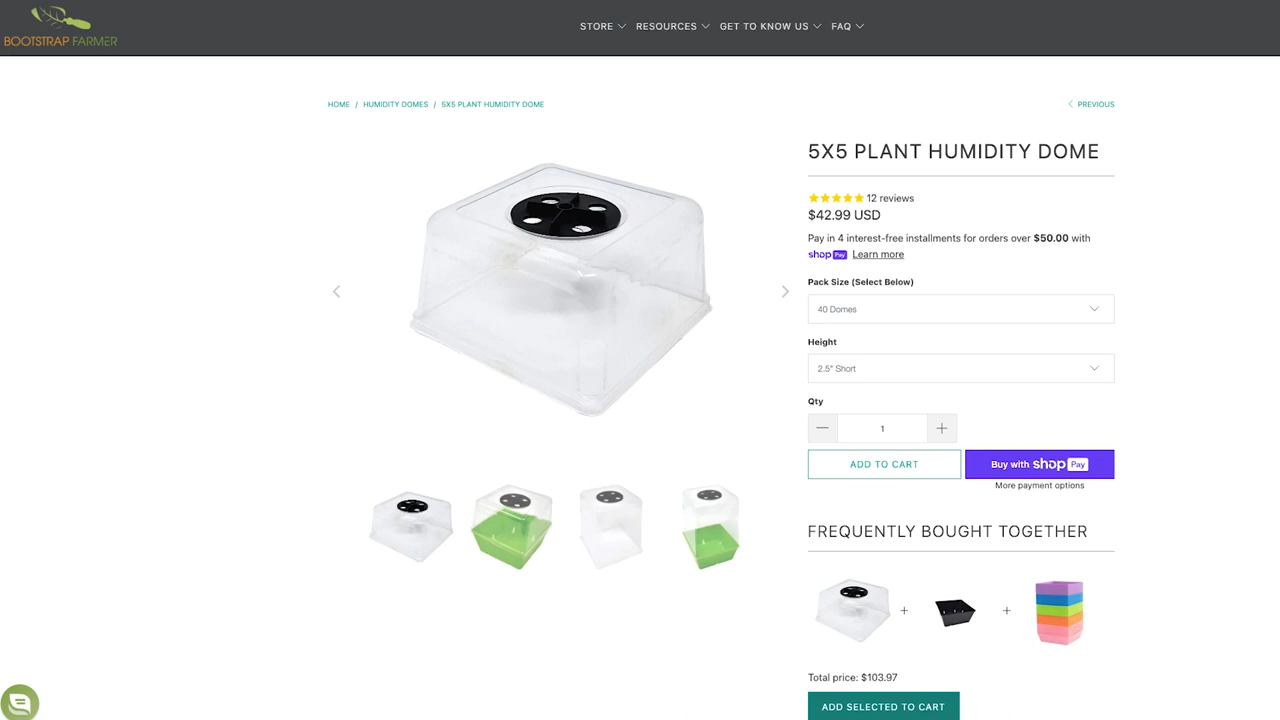 STORE RESOURCES GET TO KNOW US FAQ
BOOTSTRAP FARMER
HOME / HUMIDITY DOMES / 5X5 PLANT HUMIDITY DOME
PREVIOUS
5X5 PLANT HUMIDITY DOME
12 reviews
$42.99 USD
Pay in 4 interest-free installments for orders over $50.00 with
shop Pay Learn more
Pack Size (Select Below)
40 Domes
Height
2.5" Short
Qty
1
ADD TO CART
Buy with shop Pay
More payment options
FREQUENTLY BOUGHT TOGETHER
+ +
Total price: $103.97
ADD SELECTED TO CART